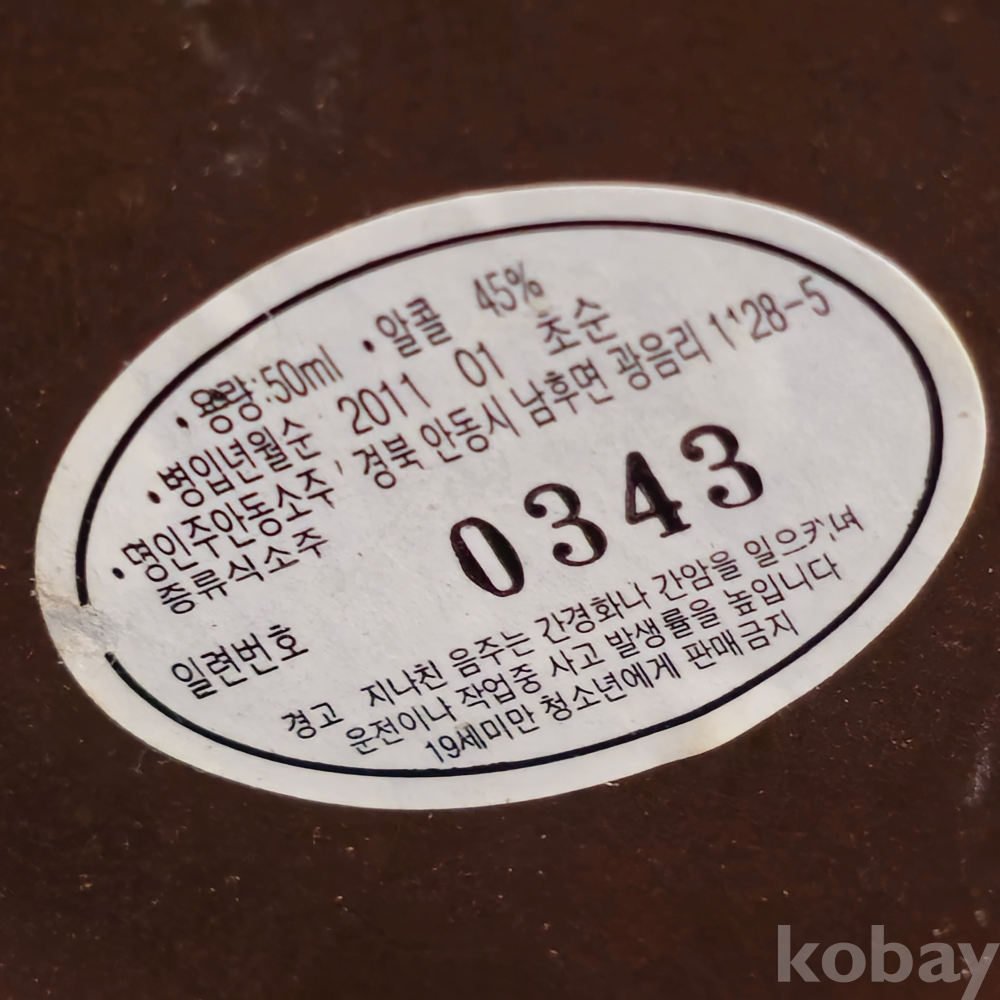 ·용량:50ml ·알콜 45%
·병입년월순 2011 01 초순
·명인주안동소주, 경북 안동시 남후면 광음리 1128-5
증류식소주
일련번호 0343
경고 지나친 음주는 간경화나 간암을 일으키며
운전이나 작업중 사고 발생률을 높입니다
19세미만 청소년에게 판매금지
kobay